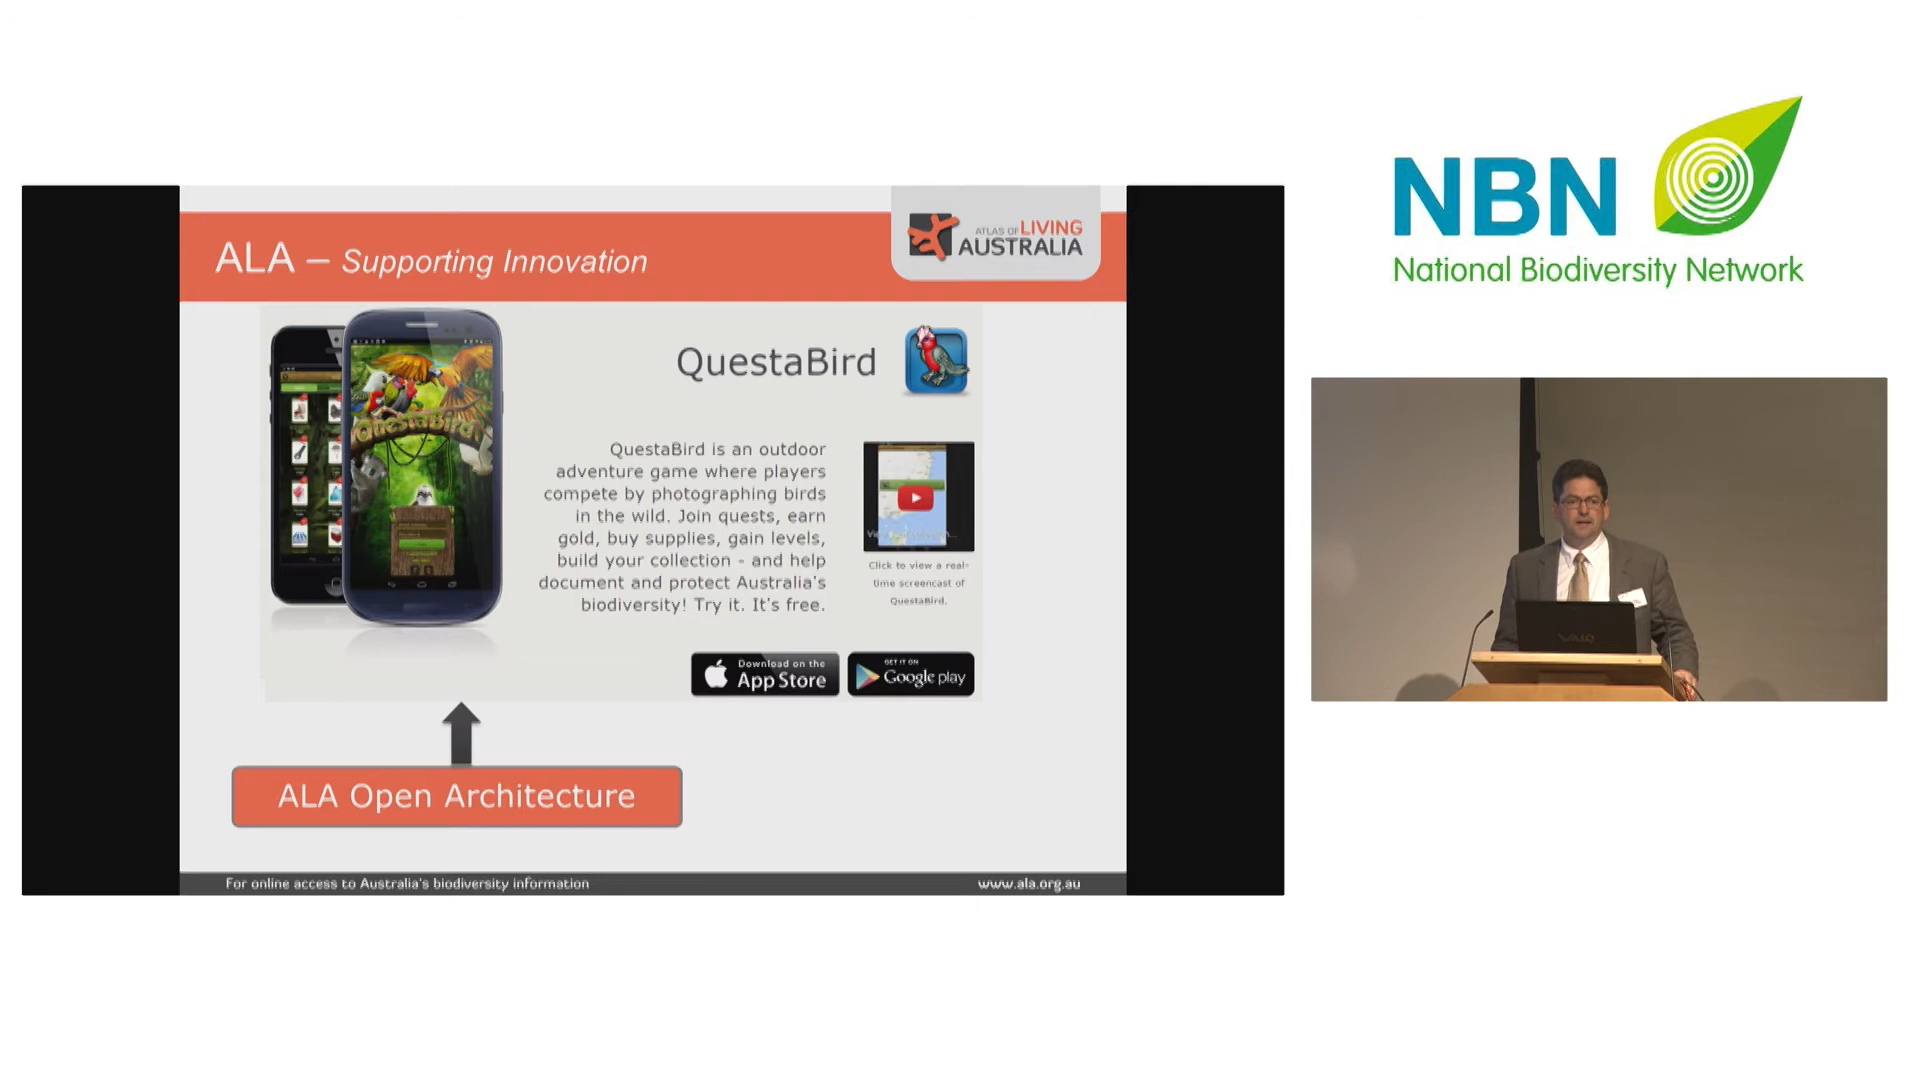 ALA – Supporting Innovation
ATLAS OF LIVING
AUSTRALIA
QuestaBird
QuestaBird
QuestaBird is an outdoor
adventure game where players
compete by photographing birds
in the wild. Join quests, earn
gold, buy supplies, gain levels,
build your collection - and help
document and protect Australia's
biodiversity! Try it. It's free.
Click to view a real-
time screencast of
QuestaBird.
Download on the
App Store
GET IT ON
Google play
ALA Open Architecture
For online access to Australia's biodiversity information
www.ala.org.au
NBN
National Biodiversity Network
VAIO